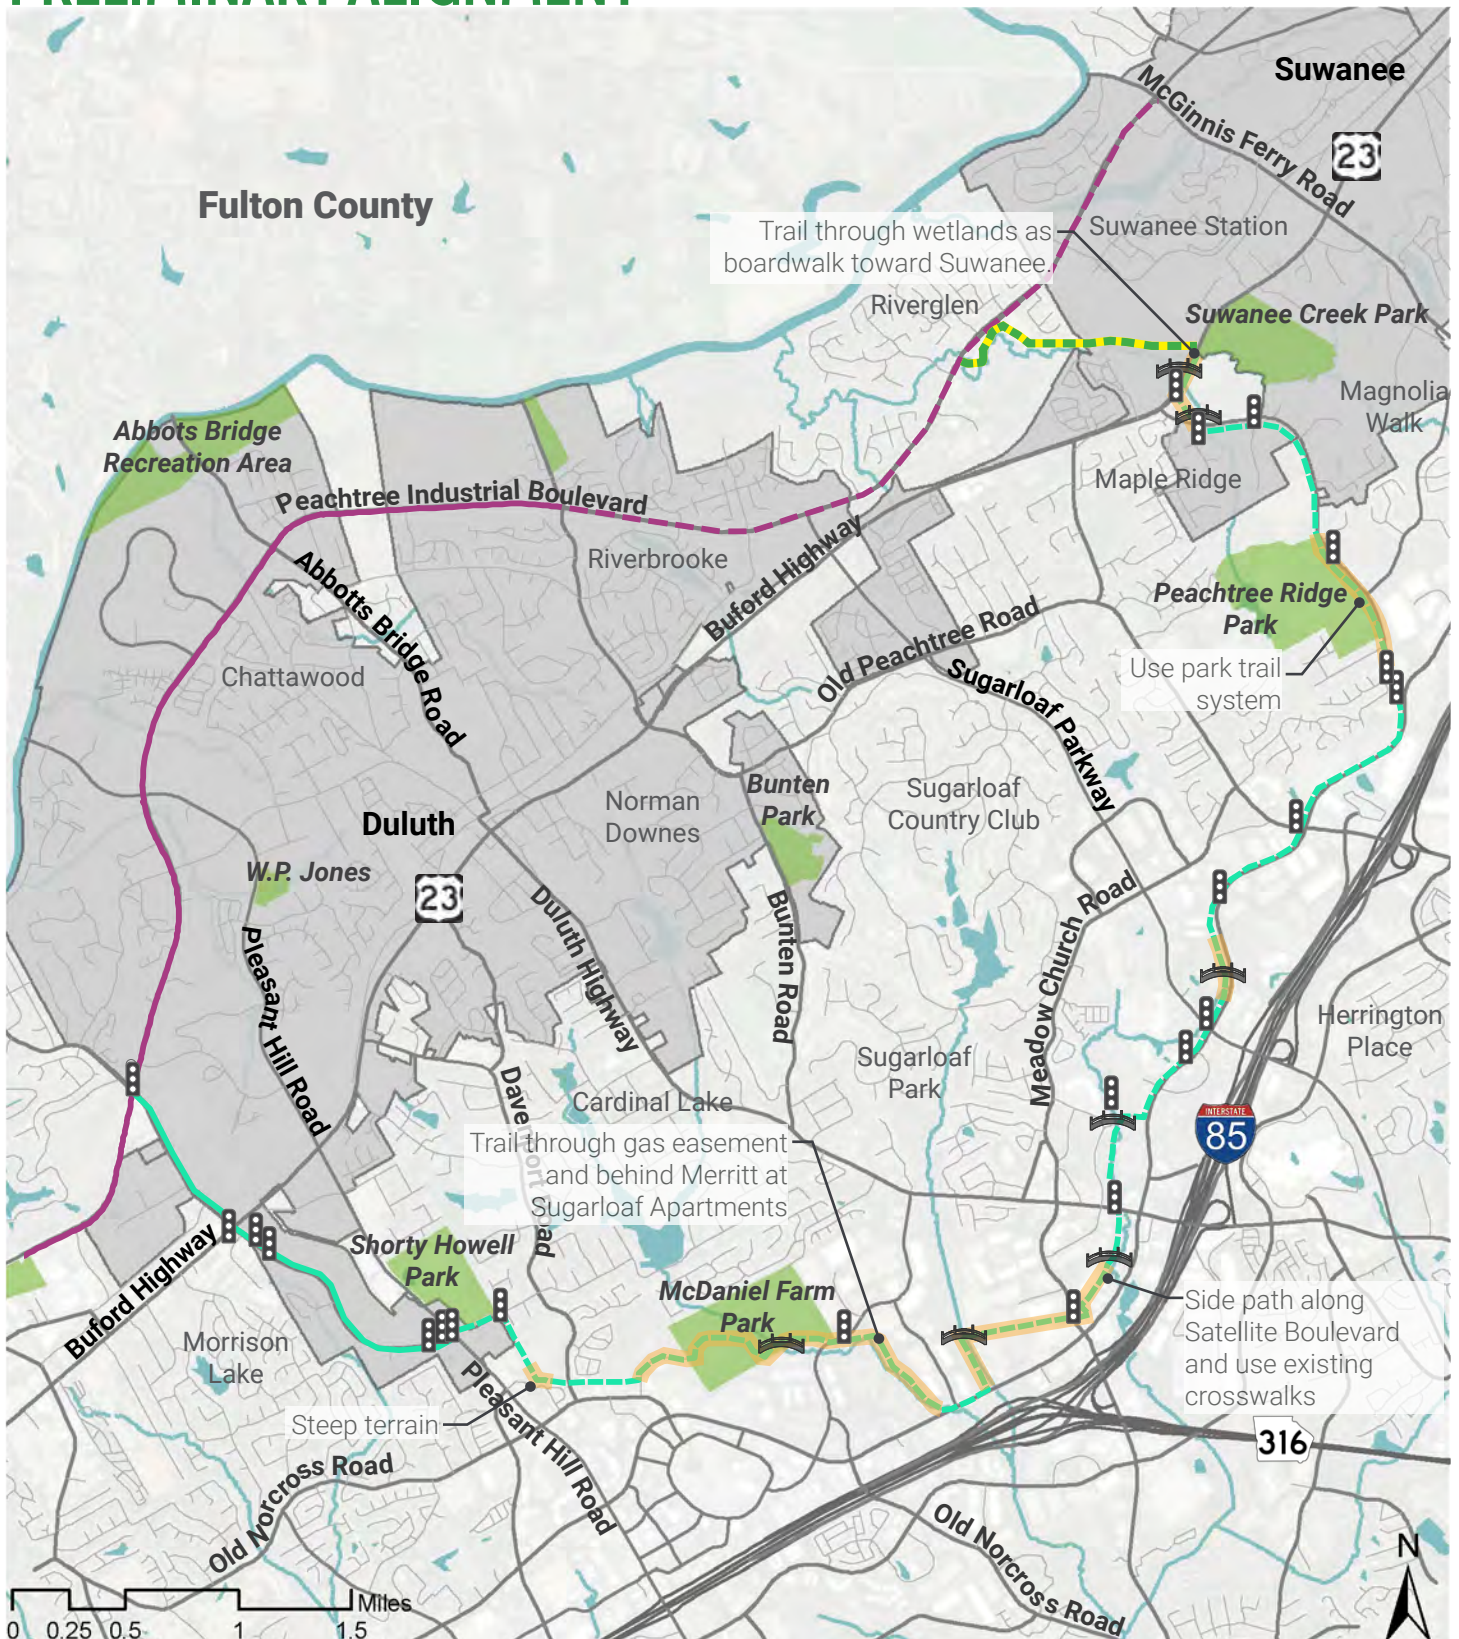 PRELIMINARY ALIGNMENT
Suwanee
McGinnis Ferry Road
23
Fulton County
Trail through wetlands as
boardwalk toward Suwanee.
Suwanee Station
Riverglen
Suwanee Creek Park
Magnolia
Walk
Abbots Bridge
Recreation Area
Peachtree Industrial Boulevard
Maple Ridge
Riverbrooke
Buford Highway
Abbotts Bridge Road
Peachtree Ridge
Park
Old Peachtree Road
Chattawood
Use park trail
system
Sugarloaf Parkway
Bunten
Park
Norman
Downes
Sugarloaf
Country Club
Duluth
W.P. Jones
23
Duluth Highway
Bunten Road
Meadow Church Road
Pleasant Hill Road
Herrington
Place
Sugarloaf
Park
Davenport Road
Cardinal Lake
INTERSTATE
85
Trail through gas easement
and behind Merritt at
Sugarloaf Apartments
Shorty Howell
Park
Buford Highway
McDaniel Farm
Park
Side path along
Satellite Boulevard
and use existing
crosswalks
Morrison
Lake
Steep terrain
Pleasant Hill Road
316
Old Norcross Road
Old Norcross Road
N
Miles
0 0.25 0.5 1 1.5